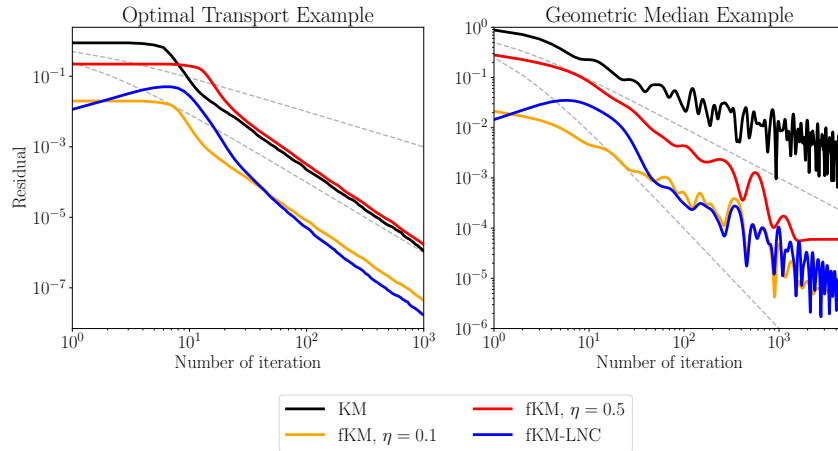 Optimal Transport Example
Geometric Median Example
Residual
10^{-1}
10^{-3}
10^{-5}
10^{-7}
10^0
10^1
10^2
10^3
Number of iteration
10^0
10^{-1}
10^{-2}
10^{-3}
10^{-4}
10^{-5}
10^{-6}
10^0
10^1
10^2
10^3
Number of iteration
KM
fKM, η = 0.1
fKM, η = 0.5
fKM-LNC